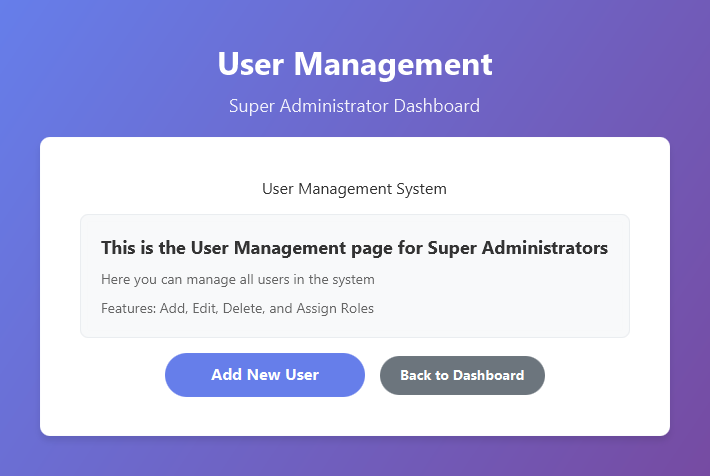 User Management
Super Administrator Dashboard
User Management System
This is the User Management page for Super Administrators
Here you can manage all users in the system
Features: Add, Edit, Delete, and Assign Roles
Add New User
Back to Dashboard